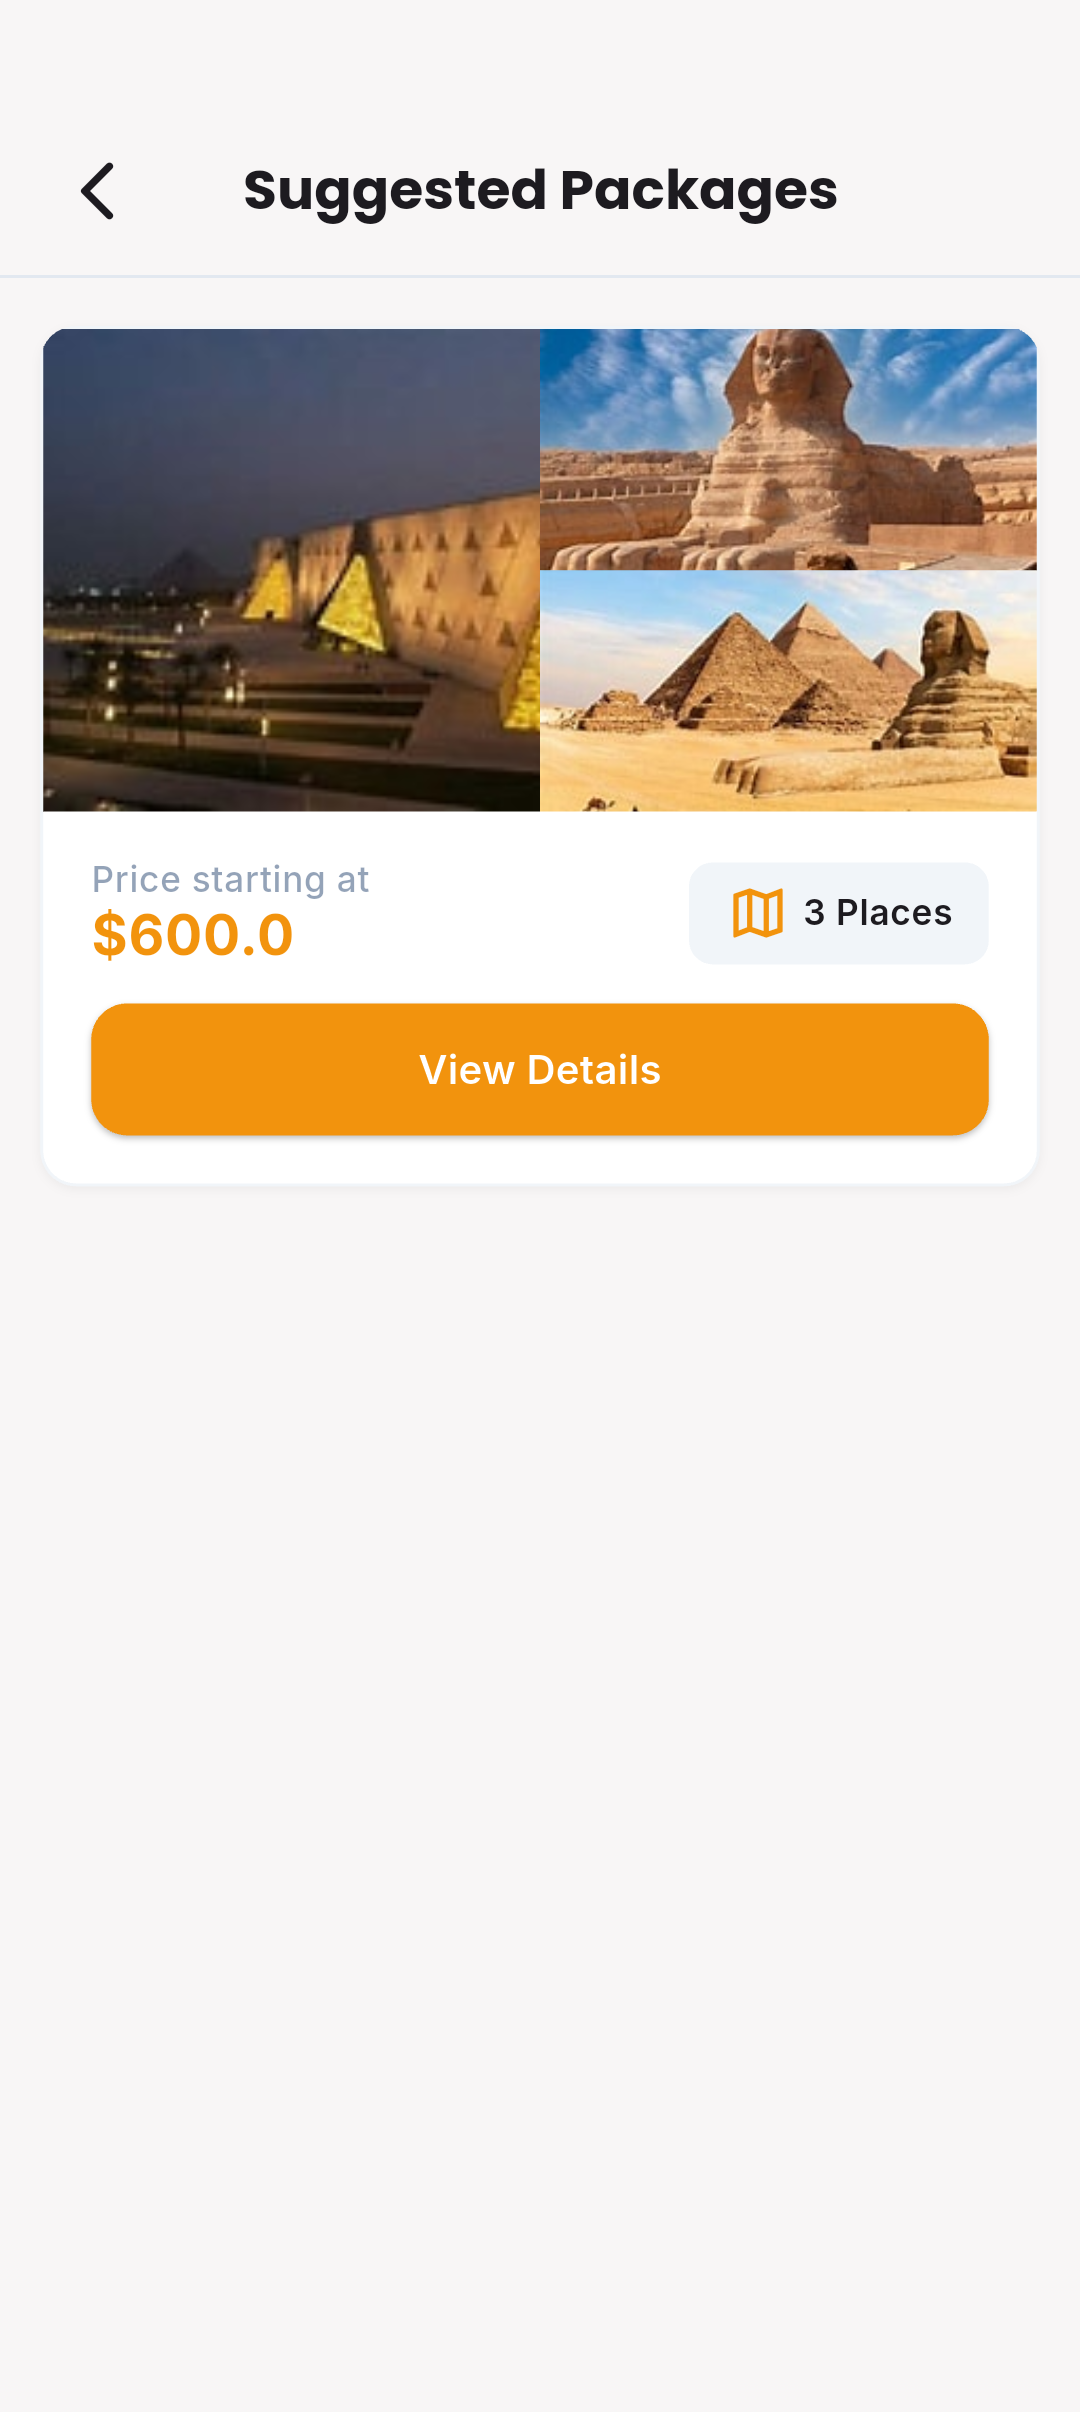 Suggested Packages
Price starting at
$600.0
3 Places
View Details